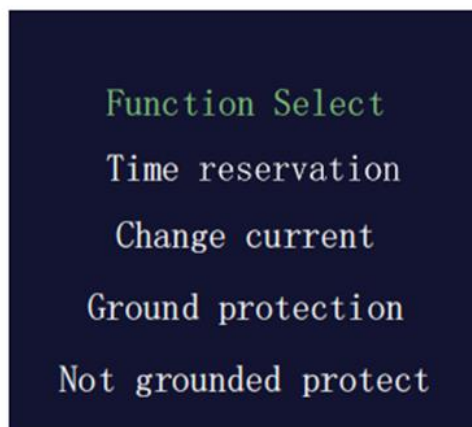 Function Select
Time reservation
Change current
Ground protection
Not grounded protect